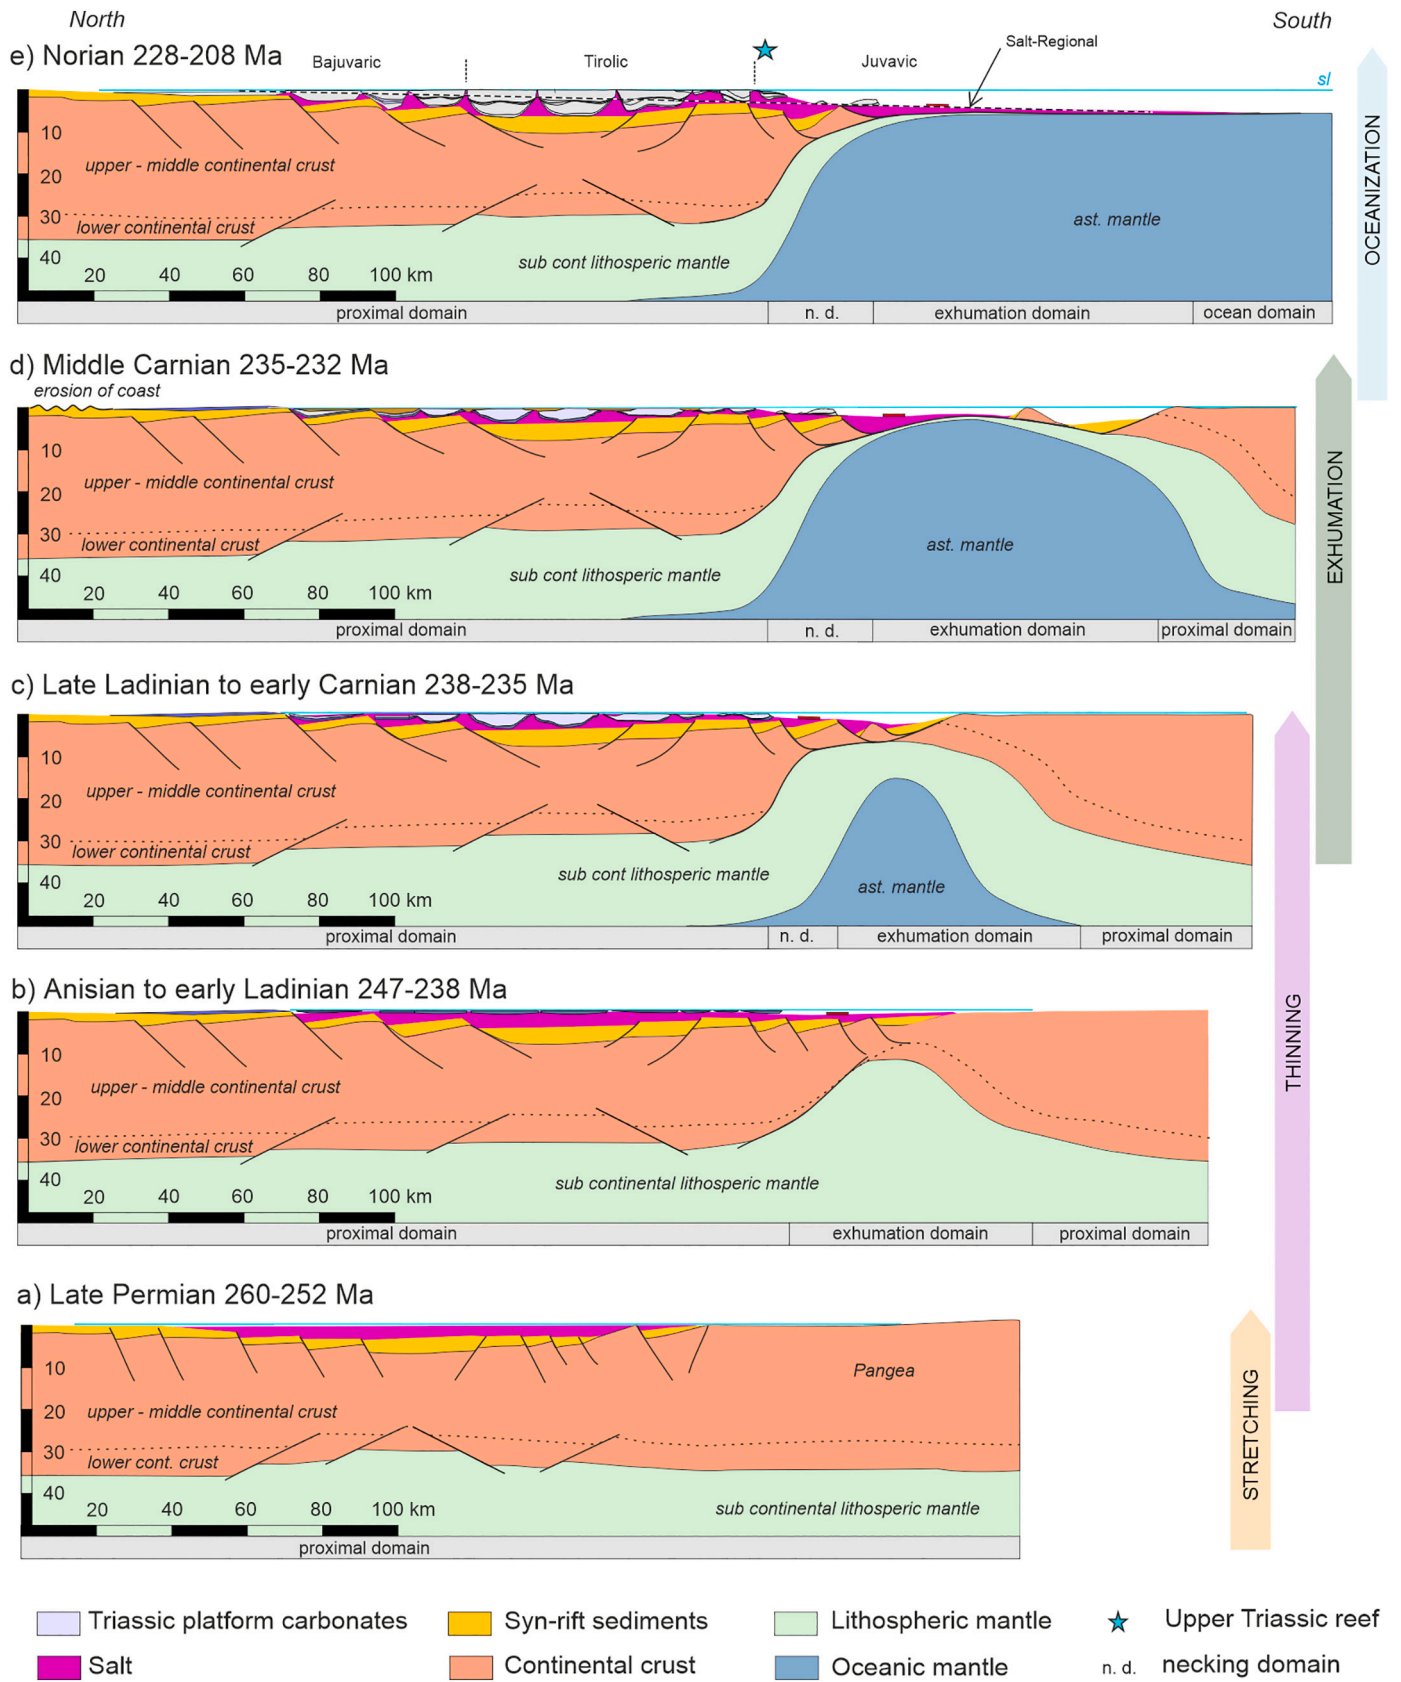 North
South
e) Norian 228-208 Ma
Salt-Regional
Bajuvaric
Tirolic
Juvavic
sl
10
20
30
40
upper - middle continental crust
lower continental crust
sub cont lithosperic mantle
ast. mantle
20 40 60 80 100 km
proximal domain
n. d.
exhumation domain
ocean domain
OCEANIZATION
d) Middle Carnian 235-232 Ma
erosion of coast
10
20
30
40
upper - middle continental crust
lower continental crust
sub cont lithosperic mantle
ast. mantle
20 40 60 80 100 km
proximal domain
n. d.
exhumation domain
proximal domain
EXHUMATION
c) Late Ladinian to early Carnian 238-235 Ma
10
20
30
40
upper - middle continental crust
lower continental crust
sub cont lithosperic mantle
ast. mantle
20 40 60 80 100 km
proximal domain
n. d.
exhumation domain
proximal domain
THINNING
b) Anisian to early Ladinian 247-238 Ma
10
20
30
40
upper - middle continental crust
lower continental crust
sub continental lithosperic mantle
20 40 60 80 100 km
proximal domain
exhumation domain
proximal domain
a) Late Permian 260-252 Ma
10
20
30
40
Pangea
upper - middle continental crust
lower cont. crust
sub continental lithosperic mantle
20 40 60 80 100 km
proximal domain
STRETCHING
Triassic platform carbonates
Syn-rift sediments
Lithospheric mantle
Upper Triassic reef
Salt
Continental crust
Oceanic mantle
n. d. necking domain